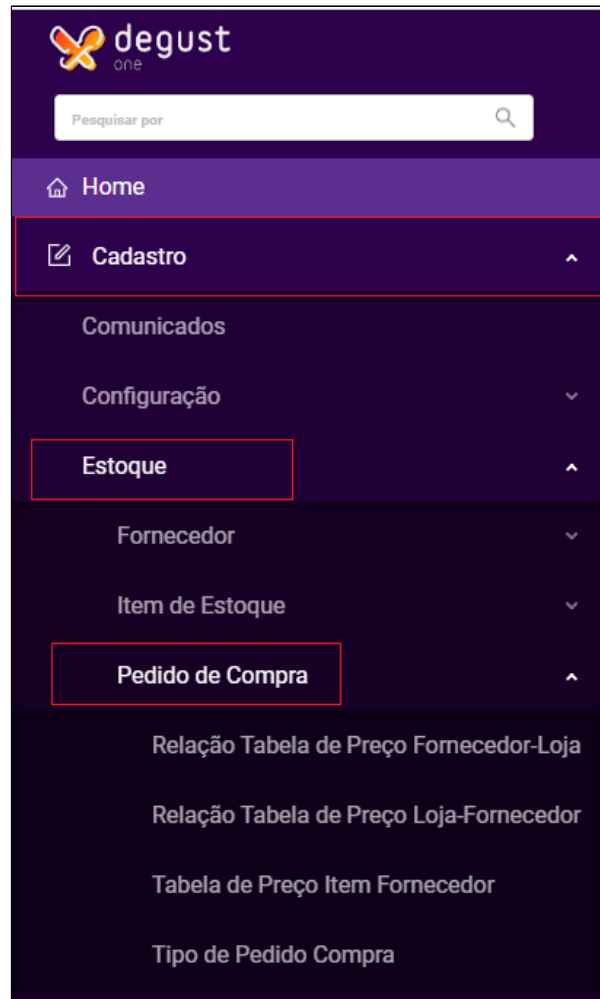 degust
one
Pesquisar por
Home
Cadastro
Comunicados
Configuração
Estoque
Fornecedor
Item de Estoque
Pedido de Compra
Relação Tabela de Preço Fornecedor-Loja
Relação Tabela de Preço Loja-Fornecedor
Tabela de Preço Item Fornecedor
Tipo de Pedido Compra